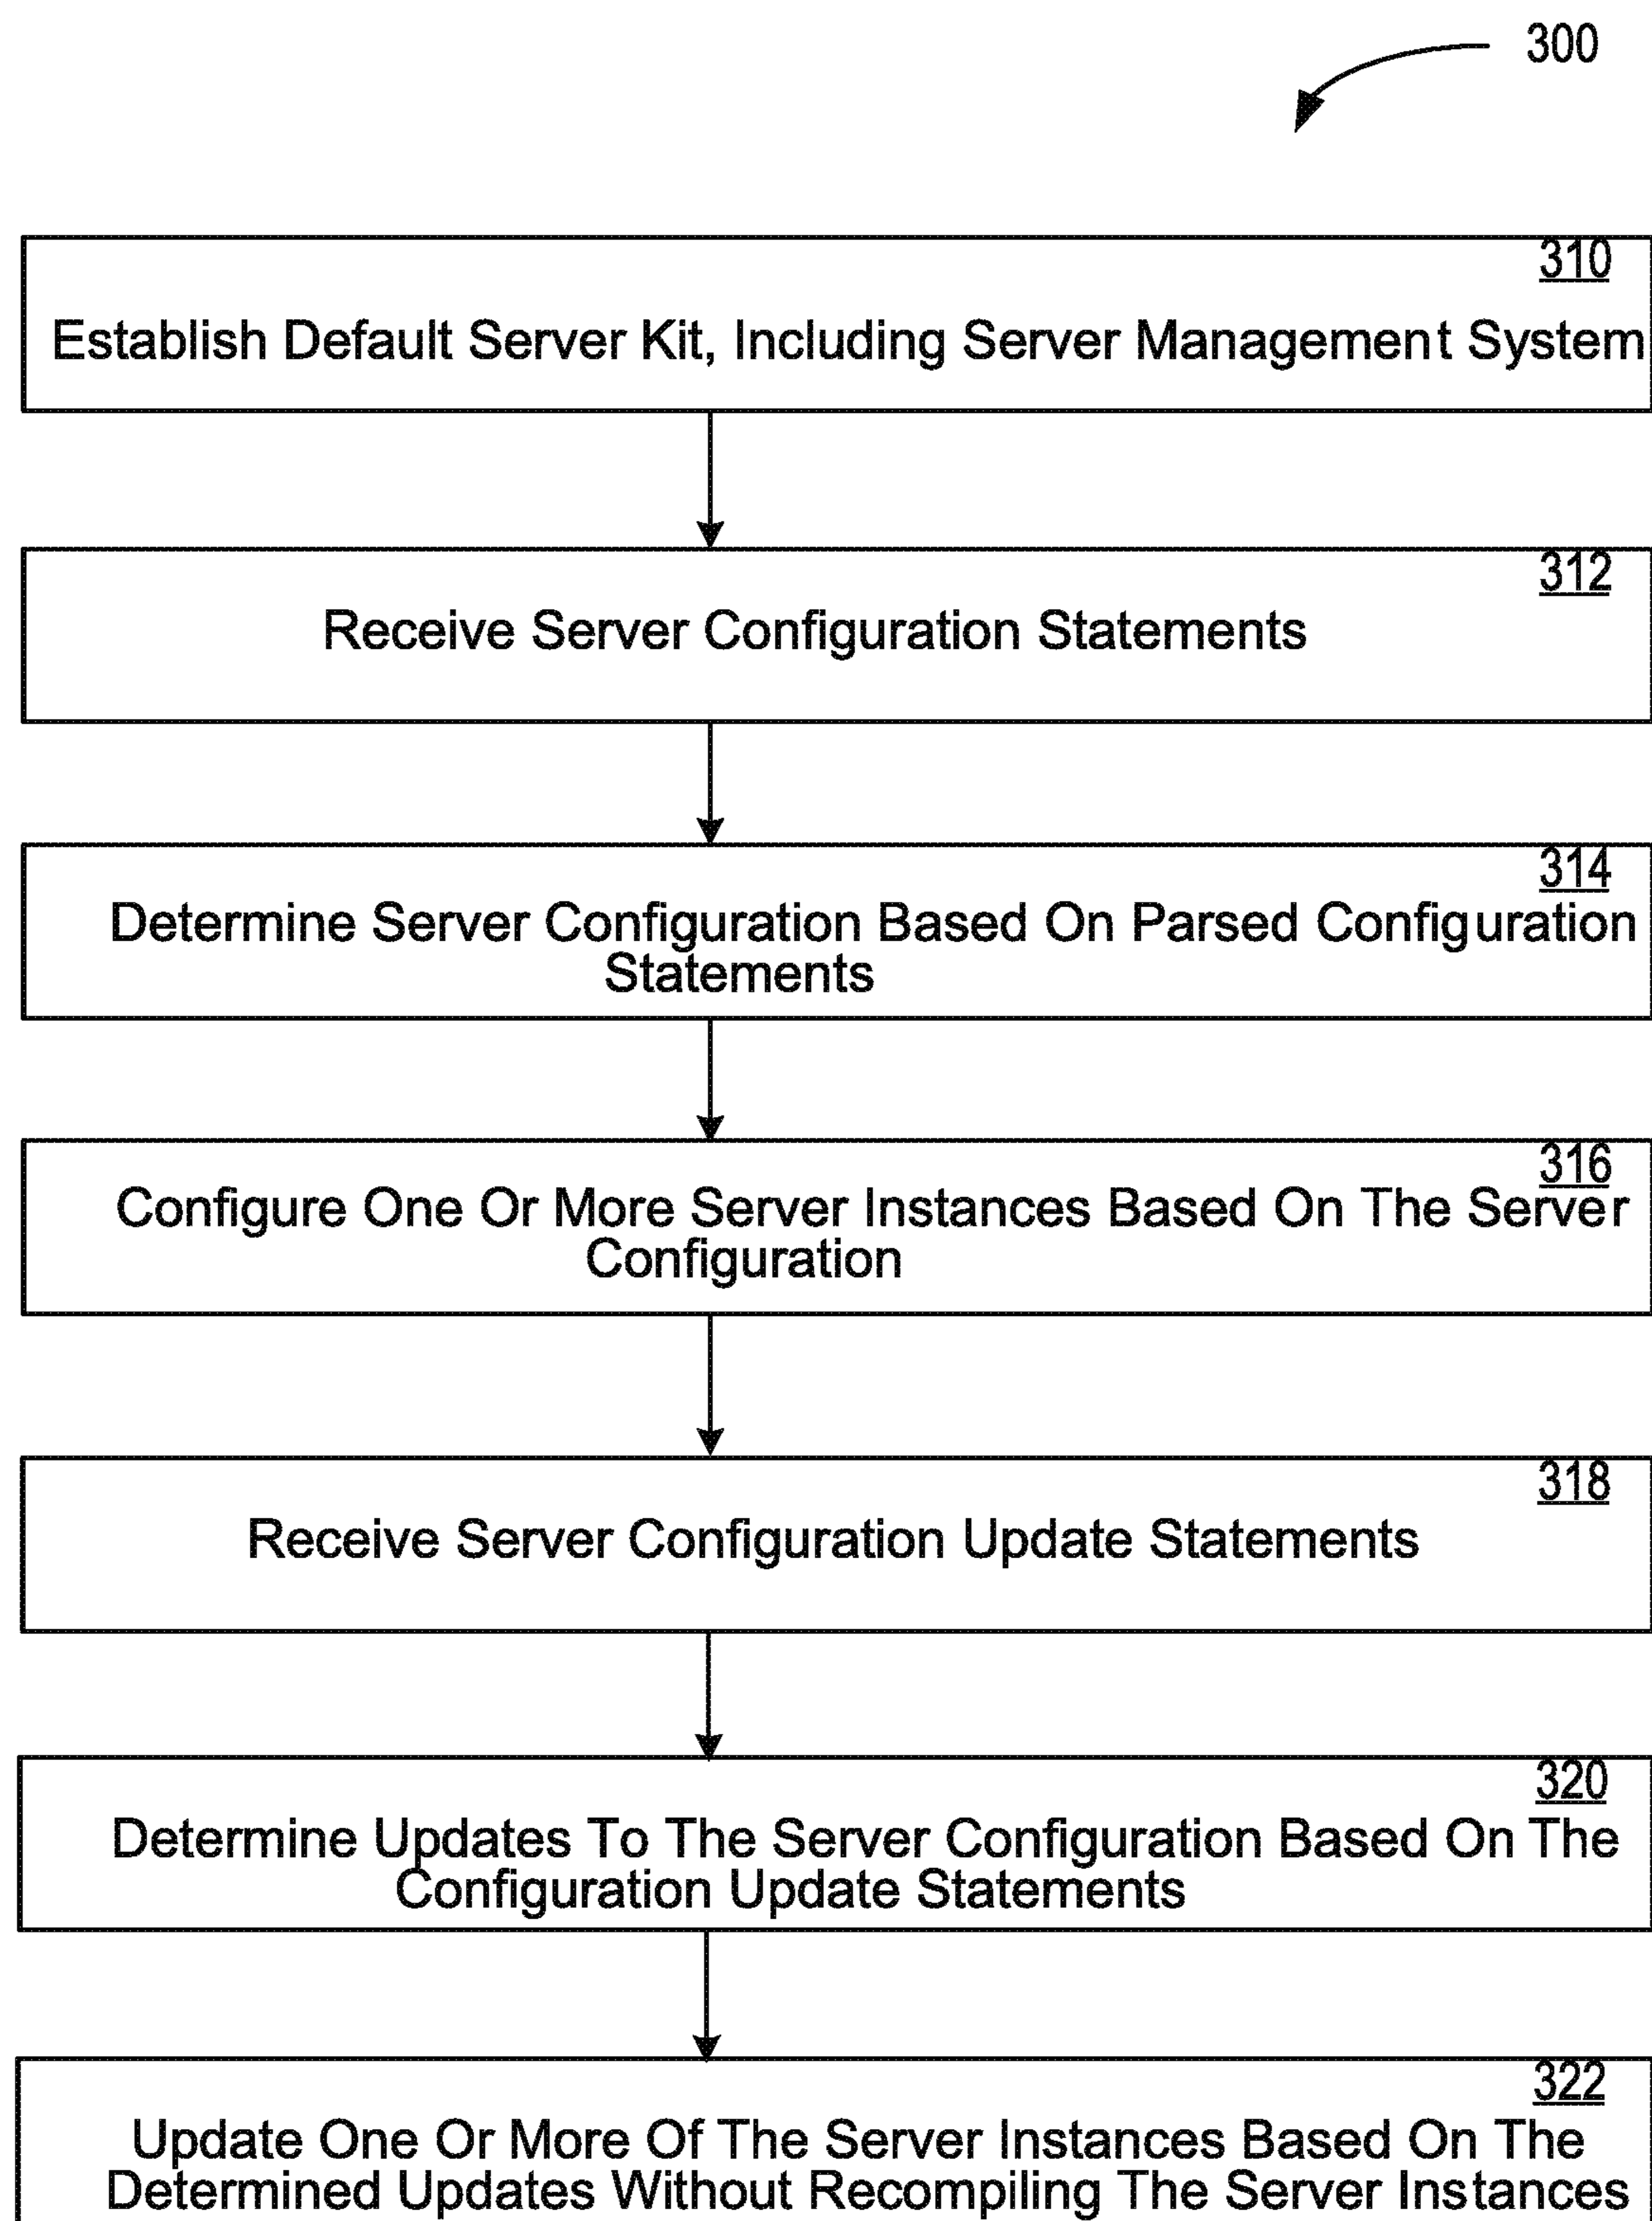 300
310
Establish Default Server Kit, Including Server Management System
312
Receive Server Configuration Statements
314
Determine Server Configuration Based On Parsed Configuration
Statements
316
Configure One Or More Server Instances Based On The Server
Configuration
318
Receive Server Configuration Update Statements
320
Determine Updates To The Server Configuration Based On The
Configuration Update Statements
322
Update One Or More Of The Server Instances Based On The
Determined Updates Without Recompiling The Server Instances